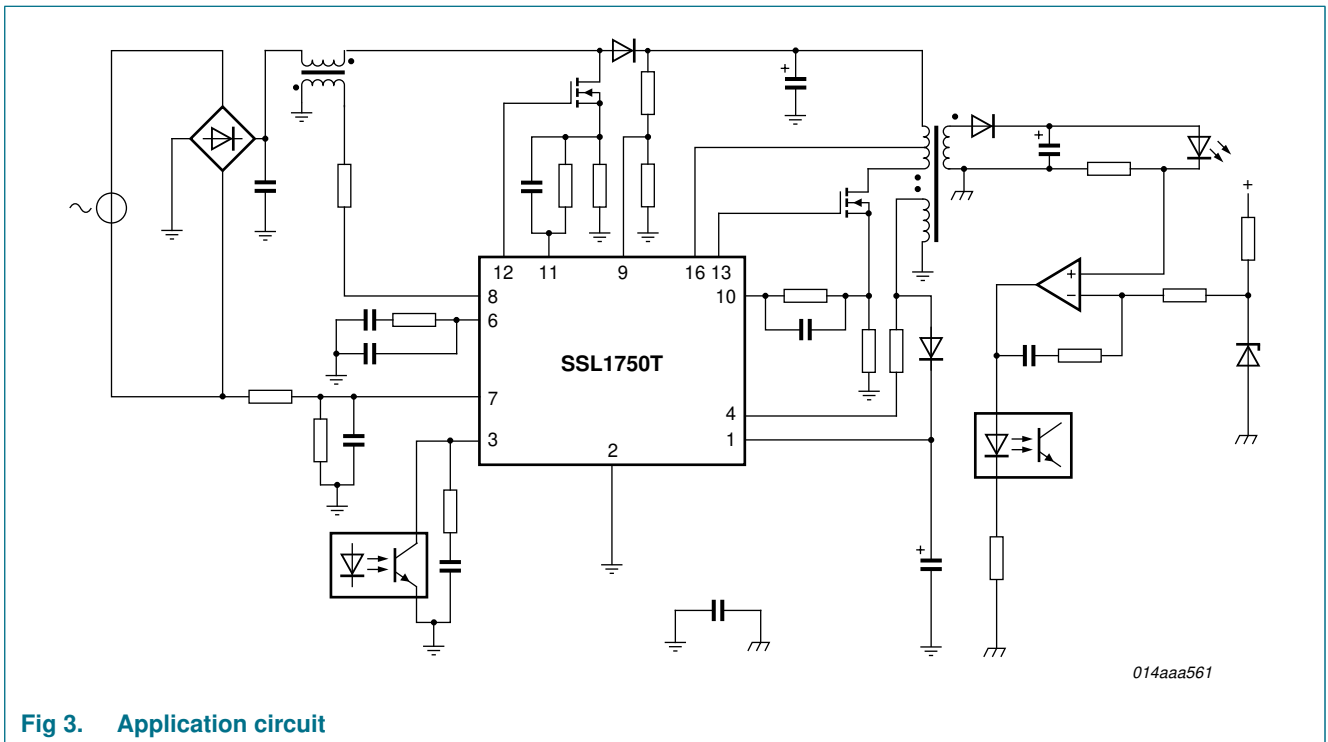 12 11 9 16 13
8 10
6
SSL1750T
7
4
3 1
2
014aaa561
Fig 3. Application circuit